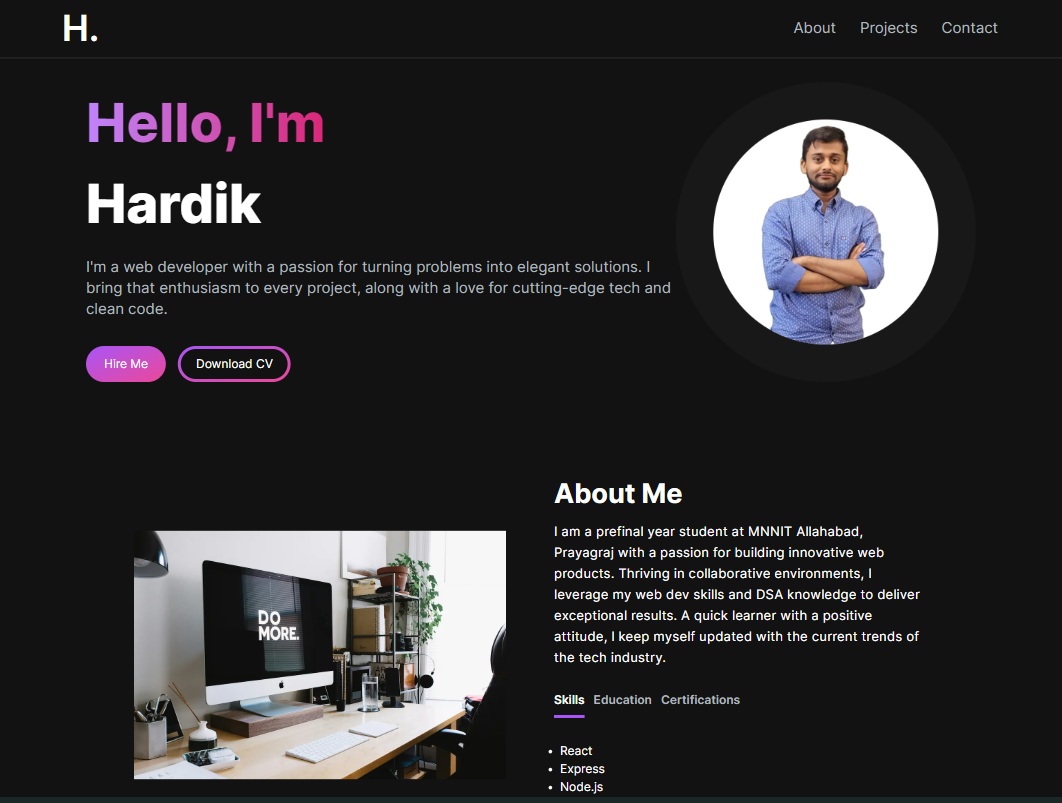 H.
About Projects Contact
Hello, I'm
Hardik
I'm a web developer with a passion for turning problems into elegant solutions. I
bring that enthusiasm to every project, along with a love for cutting-edge tech and
clean code.
Hire Me Download CV
About Me
I am a prefinal year student at MNNIT Allahabad,
Prayagraj with a passion for building innovative web
products. Thriving in collaborative environments, I
leverage my web dev skills and DSA knowledge to deliver
exceptional results. A quick learner with a positive
attitude, I keep myself updated with the current trends of
the tech industry.
DO
MORE.
Skills Education Certifications
• React
• Express
• Node.js